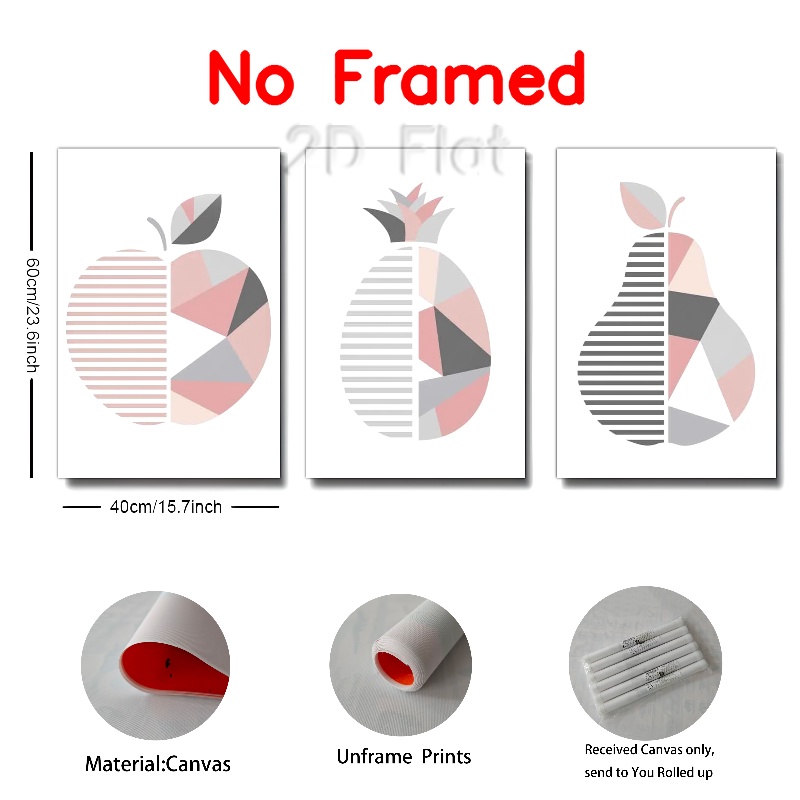 No Framed
2D Flat
60cm/23.6inch
40cm/15.7inch
Material:Canvas
Unframe Prints
Received Canvas only,
send to You Rolled up